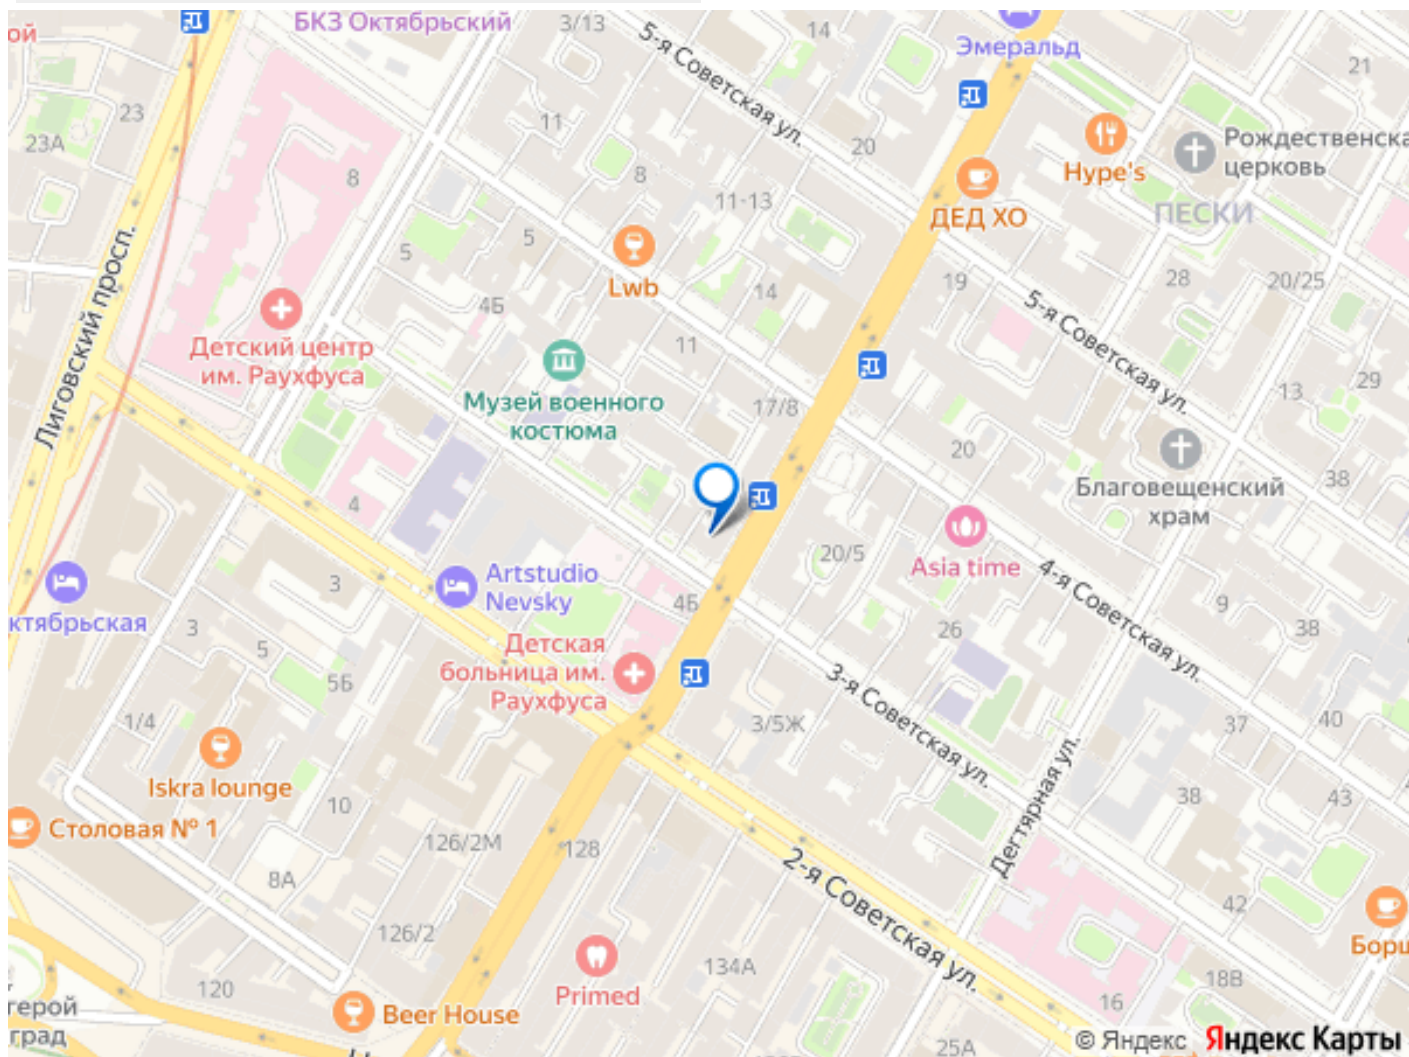 БКЗ Октябрьский
3/13
14
Эмеральд
ой
21
23
5-я Советская ул.
11
20
23А
Рождественска
церковь
Hype's
8
8
11-13
ПЕСКИ
ДЕД ХО
5
5
Lwb
19
28
20/25
4Б
14
Лиговский просп.
5-я Советская ул.
Детский центр
им. Раухфуса
11
Музей военного
костюма
17/8
13
29
20
38
Благовещенский
храм
4
20/5
Asia time
4-я Советская ул.
Artstudio
Nevsky
3
4Б
9
ктябрьская
3
26
38
5
Детская
больница им.
Раухфуса
5Б
3-я Советская ул.
1/4
3/5Ж
37
40
Iskra lounge
10
38
43
Столовая № 1
126/2М
128
Дегтярная ул.
8А
2-я Советская ул.
42
126/2
Борц
134А
120
Primed
18В
16
герой
град
Beer House
25А
© Яндекс Яндекс Карты